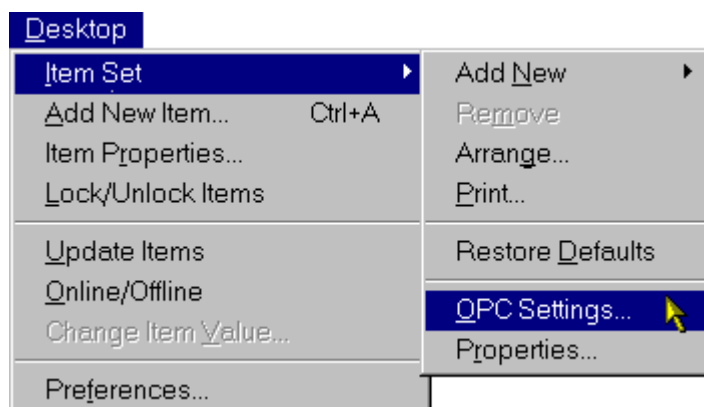 Desktop
Item Set
Add New Item... Ctrl+A
Item Properties...
Lock/Unlock Items
Update Items
Online/Offline
Change Item Value...
Preferences...
Add New
Remove
Arrange...
Print...
Restore Defaults
OPC Settings...
Properties...